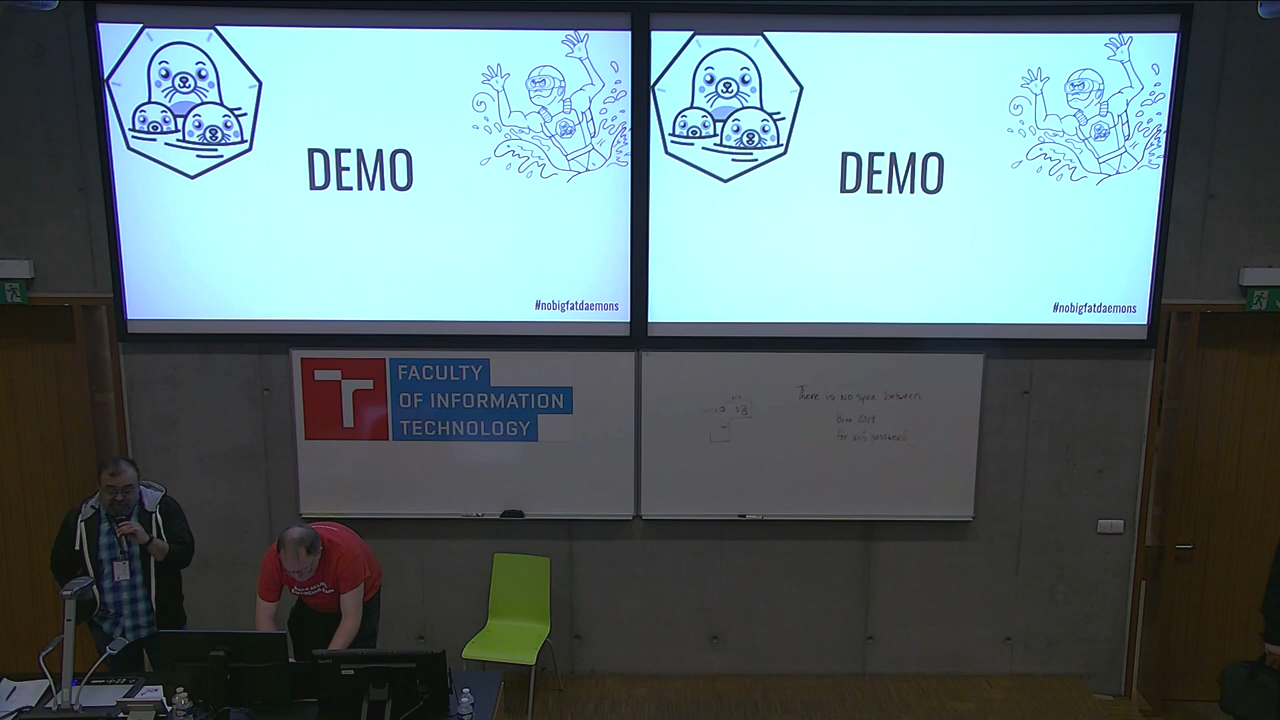 DEMO
#nobigfatdaemons
DEMO
#nobigfatdaemons
FACULTY
OF INFORMATION
TECHNOLOGY
There is no space between